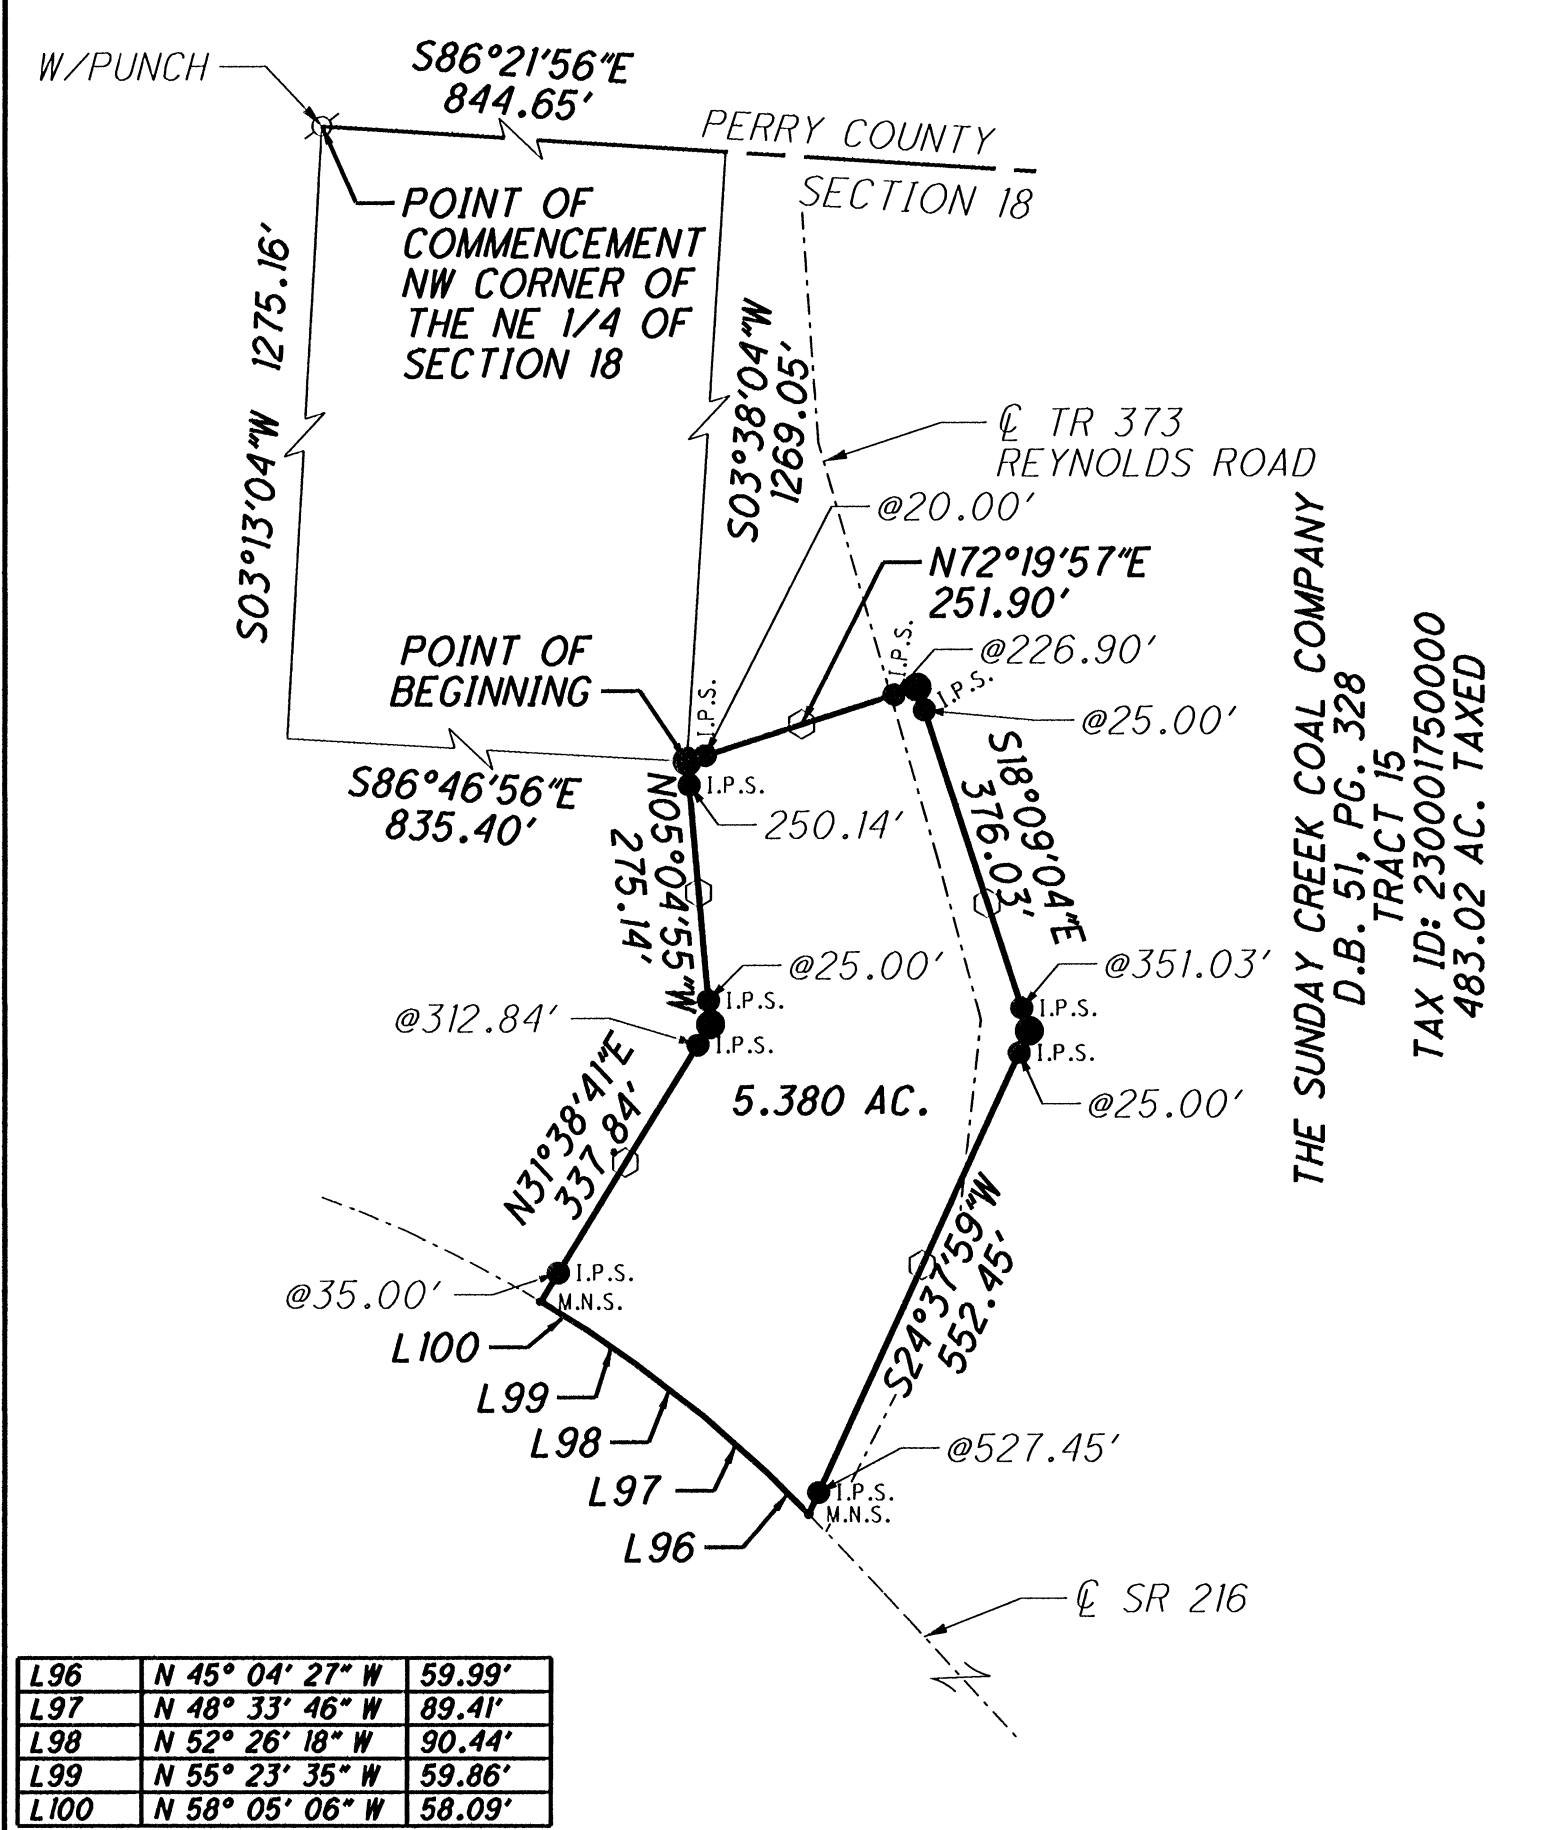 W/PUNCH
S86°21'56"E
844.65'
PERRY COUNTY
SECTION 18
POINT OF
COMMENCEMENT
NW CORNER OF
THE NE 1/4 OF
SECTION 18
S03°13'04"W 1275.16'
S03°38'04"W
1269.05'
℄ TR 373
REYNOLDS ROAD
@20.00'
N72°19'57"E
251.90'
I.P.S.
@226.90'
I.P.S.
@25.00'
POINT OF
BEGINNING
I.P.S.
I.P.S.
250.14'
S86°46'56"E
835.40'
N05°04'55"W
275.14'
S18°09'04"E
376.03'
@25.00'
I.P.S.
@351.03'
I.P.S.
@312.84'
I.P.S.
I.P.S.
@25.00'
5.380 AC.
N31°38'41"E
337.84'
S24°37'59"W
552.45'
@35.00'
I.P.S.
M.N.S.
L100
L99
L98
L97
L96
@527.45'
I.P.S.
M.N.S.
℄ SR 216
THE SUNDAY CREEK COAL COMPANY
D.B. 51, PG. 328
TRACT 15
TAX ID: 230001750000
483.02 AC. TAXED
L96 N 45° 04' 27" W 59.99'
L97 N 48° 33' 46" W 89.41'
L98 N 52° 26' 18" W 90.44'
L99 N 55° 23' 35" W 59.86'
L100 N 58° 05' 06" W 58.09'